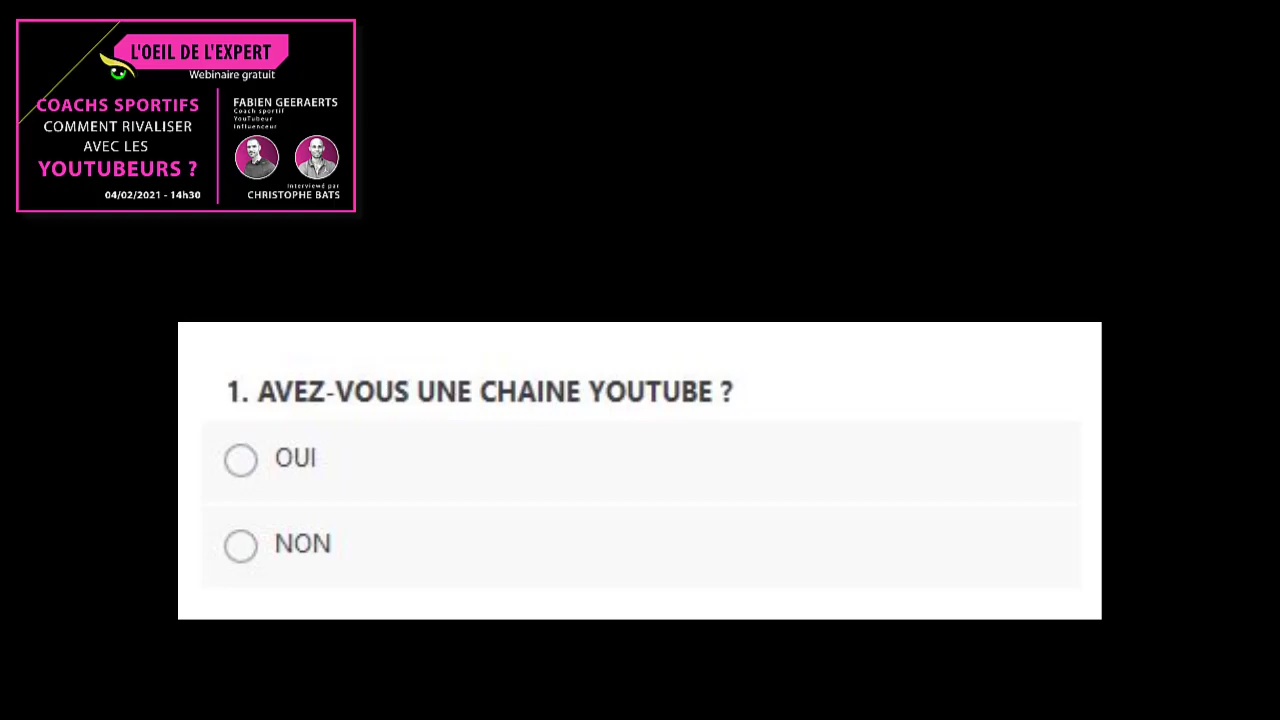 L'OEIL DE L'EXPERT
Webinaire gratuit
COACHS SPORTIFS
COMMENT RIVALISER
AVEC LES
YOUTUBEURS ?
04/02/2021 - 14h30
FABIEN GEERAERTS
Coach sportif
YouTubeur
Influenceur
Interviewé par
CHRISTOPHE BATS
1. AVEZ-VOUS UNE CHAINE YOUTUBE ?
OUI
NON